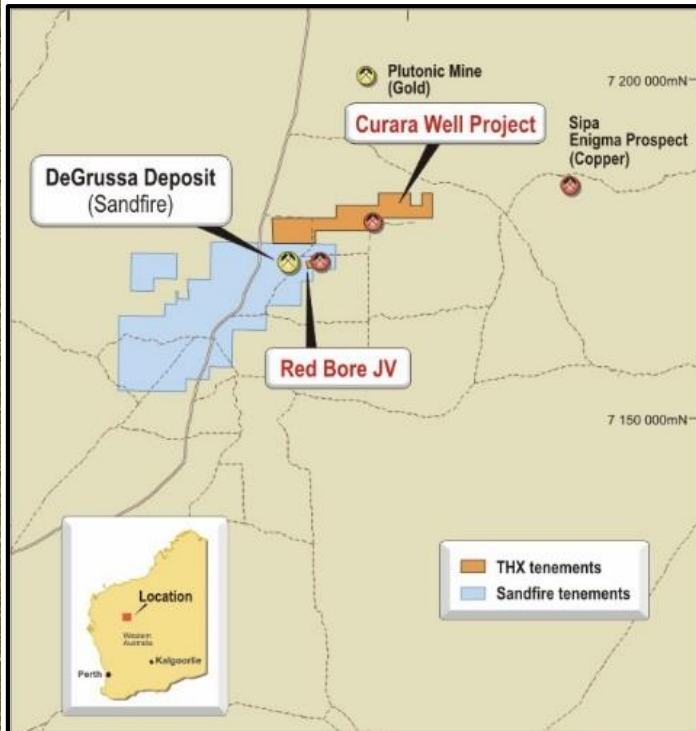 Plutonic Mine
(Gold)
7 200 000mN
Curara Well Project
Sipa
Enigma Prospect
(Copper)
DeGrussa Deposit
(Sandfire)
Red Bore JV
7 150 000mN
Location
Western
Australia
Kalgoorlie
Perth
THX tenements
Sandfire tenements